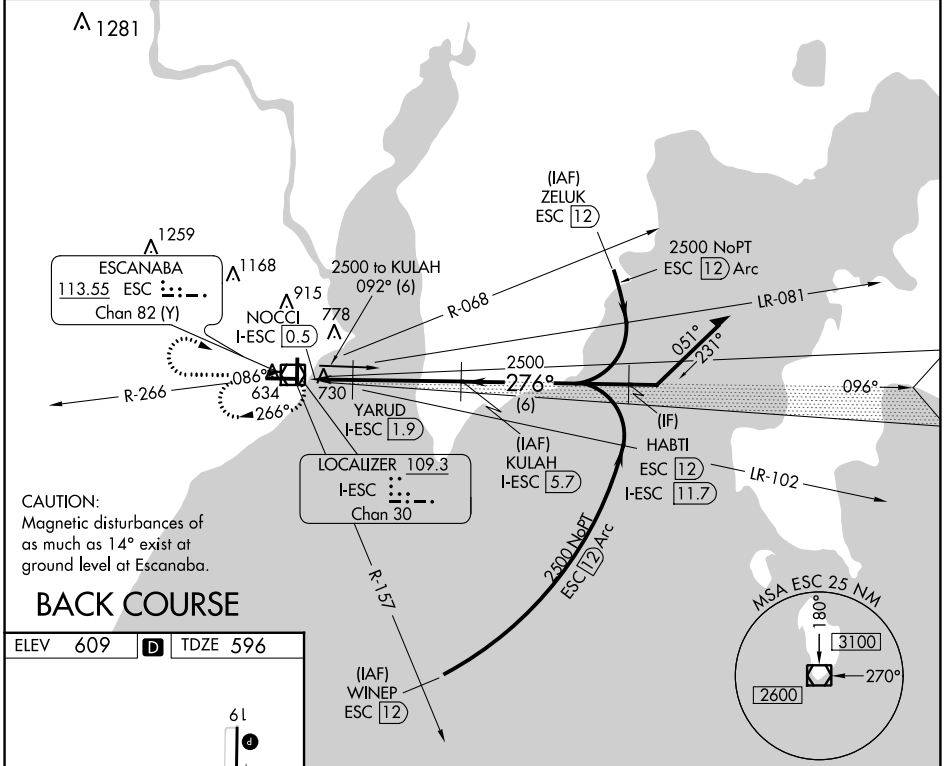 1281
(IAF)
ZELUK
ESC 12
1259
1168
ESCANABA
113.55 ESC
Chan 82 (Y)
2500 NoPT
ESC 12 Arc
2500 to KULAH
092° (6)
915
NOCCI
I-ESC 0.5
778
R-068
LR-081
051°
231°
2500
276°
(6)
086°
634
730
096°
R-266
266°
YARUD
I-ESC 1.9
(IAF)
KULAH
I-ESC 5.7
(IF)
HABTI
ESC 12
I-ESC 11.7
LR-102
LOCALIZER 109.3
I-ESC
Chan 30
CAUTION:
Magnetic disturbances of
as much as 14° exist at
ground level at Escanaba.
2500 NoPT
ESC 12 Arc
R-157
BACK COURSE
MSA ESC 25 NM
180°
3100
270°
2600
ELEV 609 D TDZE 596
(IAF)
WINEP
ESC 12
19
P